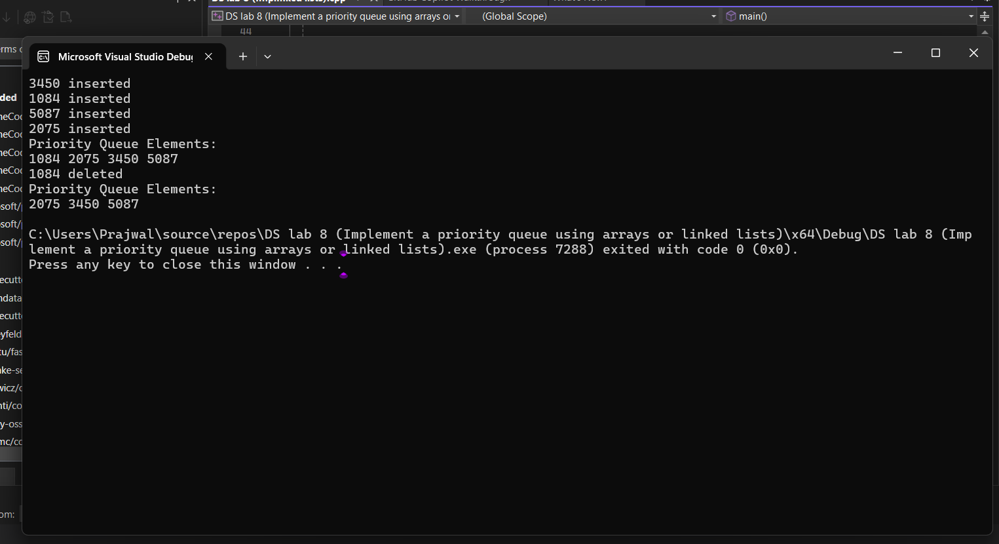 DS lab 8 (Implement a priority queue using arrays or
(Global Scope)
main()
44
Microsoft Visual Studio Debug
3450 inserted
1084 inserted
5087 inserted
2075 inserted
Priority Queue Elements:
1084 2075 3450 5087
1084 deleted
Priority Queue Elements:
2075 3450 5087
C:\Users\Prajwal\source\repos\DS lab 8 (Implement a priority queue using arrays or linked lists)\x64\Debug\DS lab 8 (Imp
lement a priority queue using arrays or linked lists).exe (process 7288) exited with code 0 (0x0).
Press any key to close this window . . .